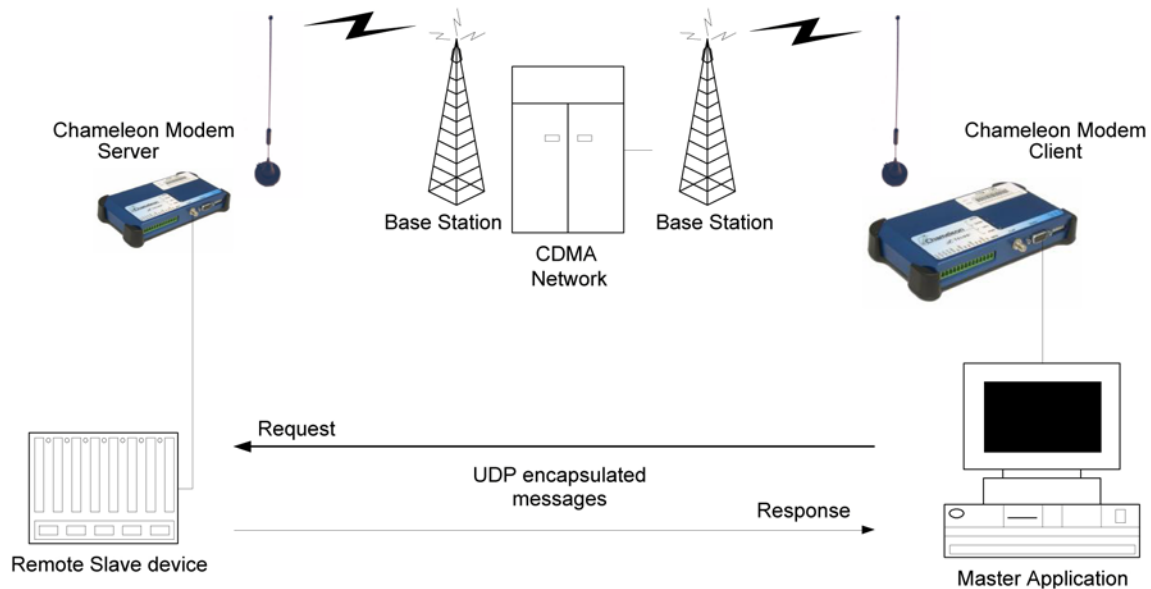 Chameleon Modem
Server
Chameleon Modem
Client
Base Station
Base Station
CDMA
Network
Chameleon
Request
UDP encapsulated
messages
Response
Remote Slave device
Master Application